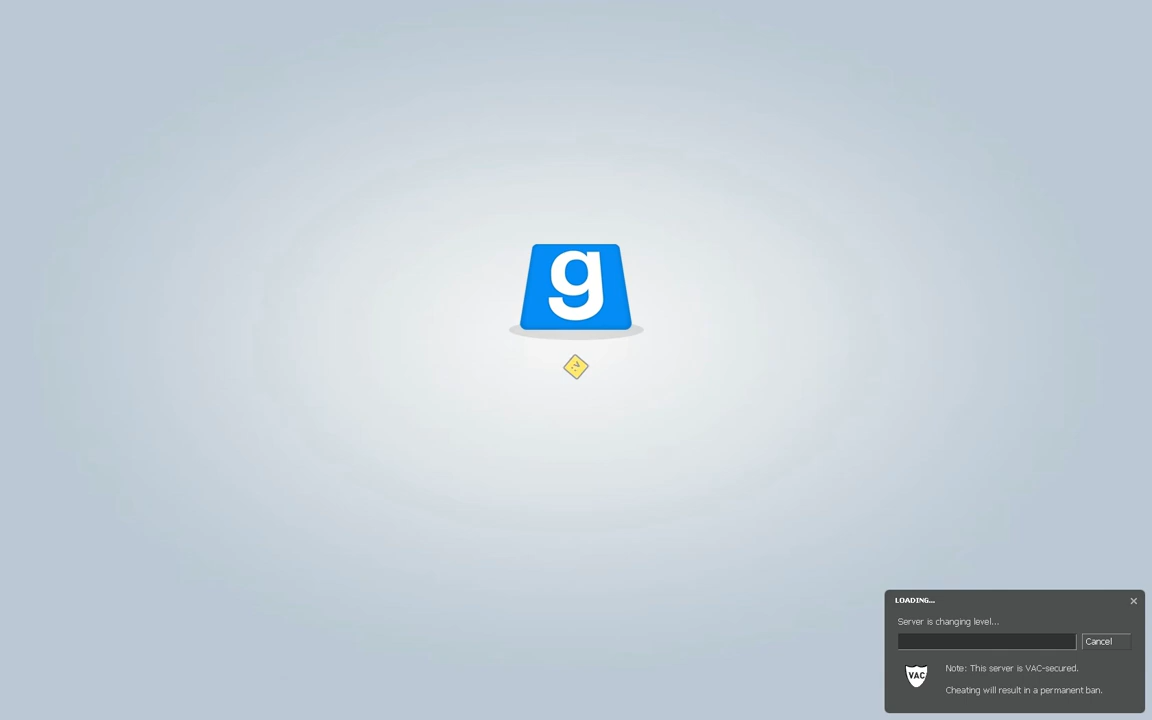 g
LOADING...
Server is changing level...
Cancel
VAC
Note: This server is VAC-secured.
Cheating will result in a permanent ban.